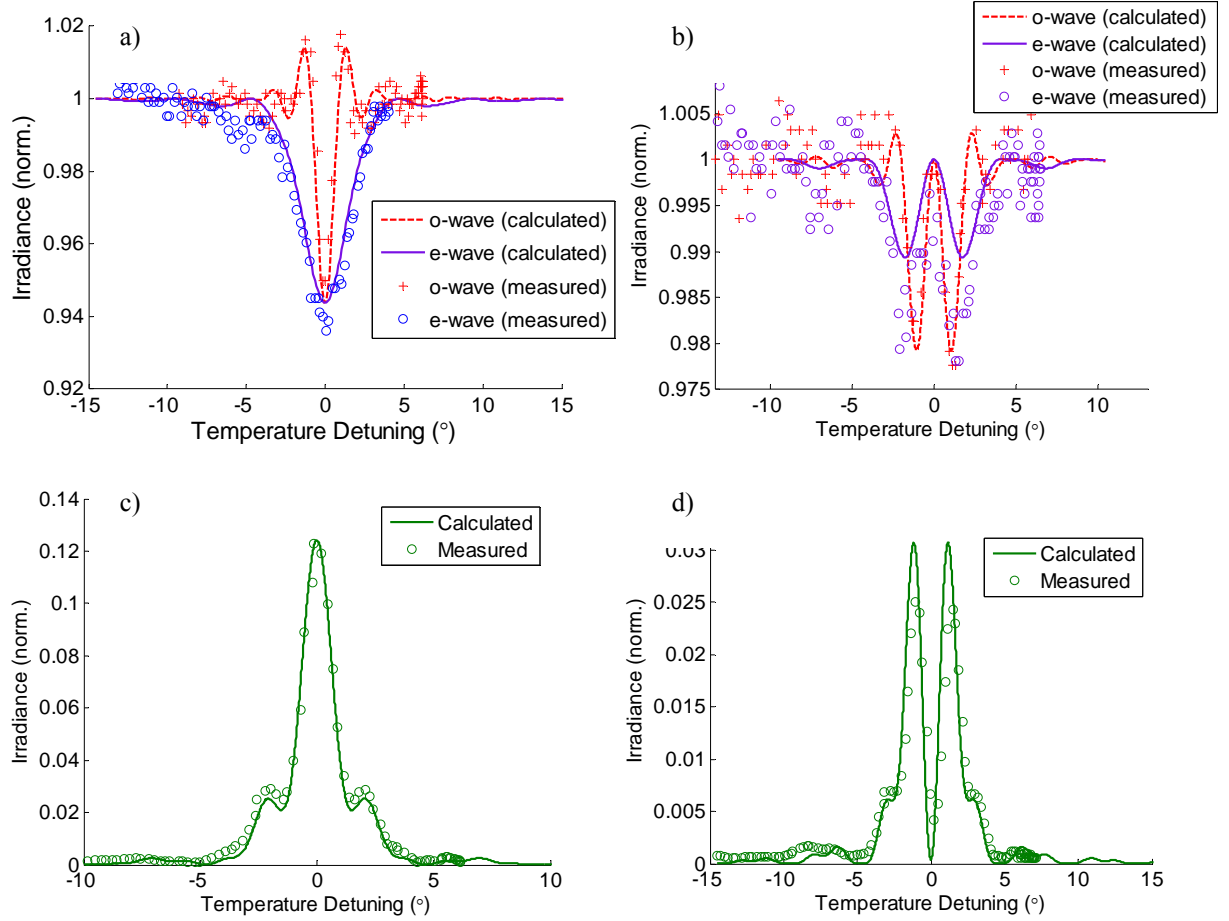 a)
1.02
1
0.98
0.96
0.94
0.92
Irradiance (norm.)
o-wave (calculated)
e-wave (calculated)
o-wave (measured)
e-wave (measured)
-15 -10 -5 0 5 10 15
Temperature Detuning (°)
b)
o-wave (calculated)
e-wave (calculated)
o-wave (measured)
e-wave (measured)
1.005
1
0.995
0.99
0.985
0.98
0.975
Irradiance (norm.)
-10 -5 0 5 10
Temperature Detuning (°)
c)
0.14
0.12
0.1
0.08
0.06
0.04
0.02
0
Irradiance (norm.)
Calculated
Measured
-10 -5 0 5 10
Temperature Detuning (°)
d)
0.03
0.025
0.02
0.015
0.01
0.005
0
Irradiance (norm.)
Calculated
Measured
-15 -10 -5 0 5 10 15
Temperature Detuning (°)